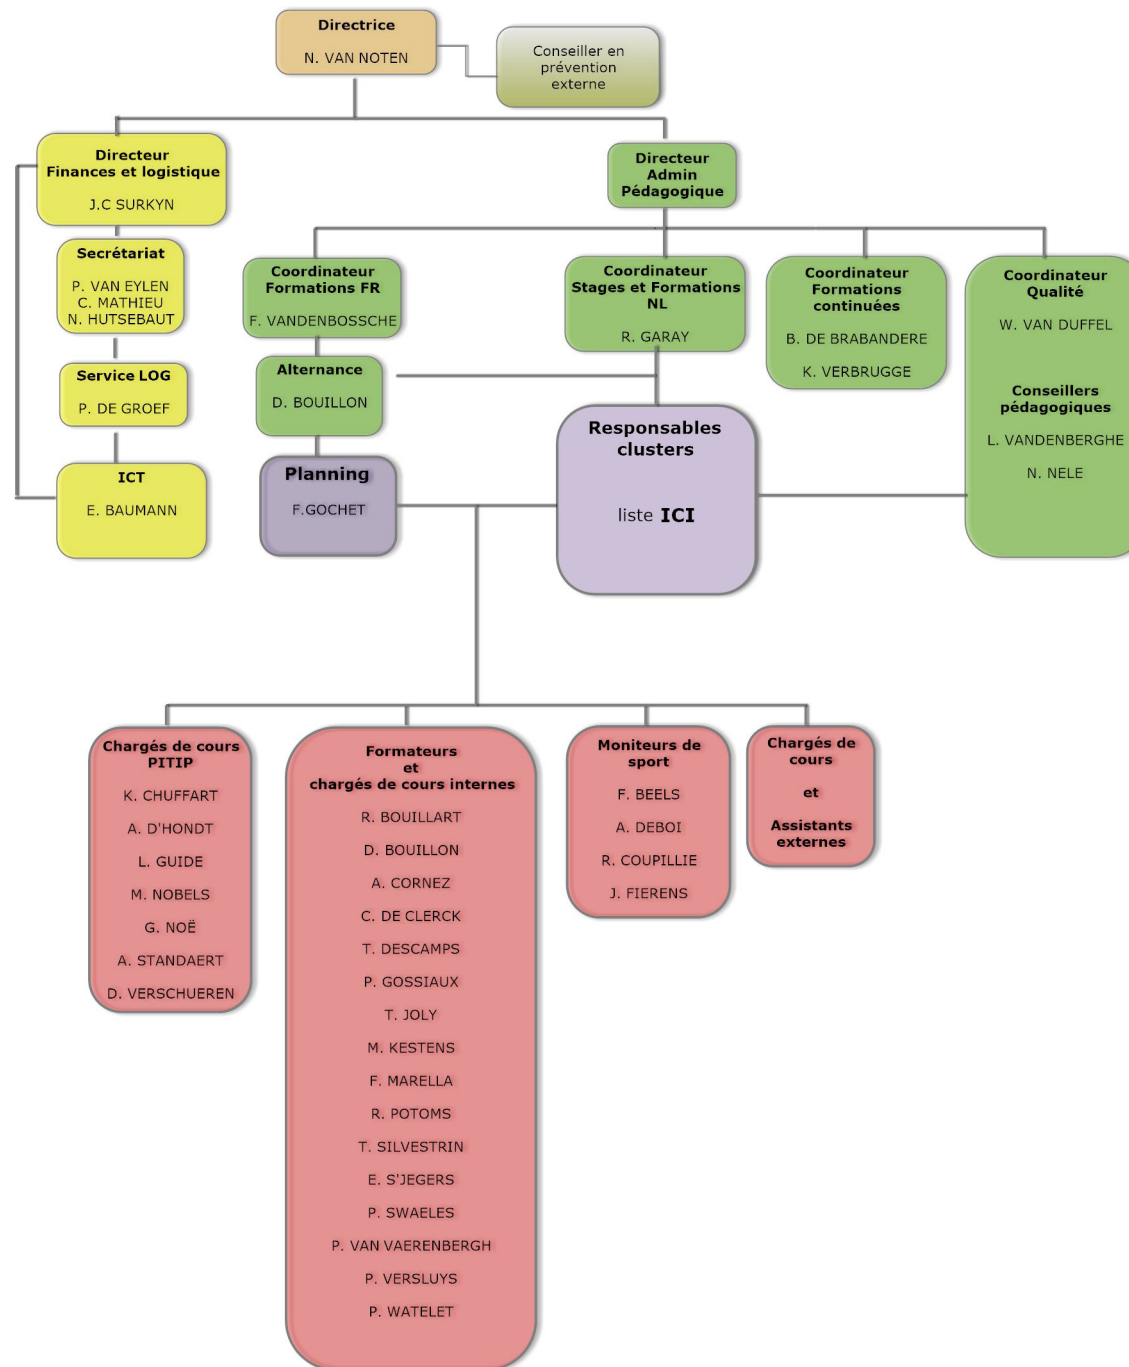 Directrice
N. VAN NOTEN
Conseiller en
prévention
externe
Directeur
Finances et logistique
J.C SURKYN
Directeur
Admin
Pédagogique
Secrétariat
P. VAN EYLEN
C. MATHIEU
N. HUTSEBAUT
Service LOG
P. DE GROEF
ICT
E. BAUMANN
Coordinateur
Formations FR
F. VANDENBOSSCHE
Alternance
D. BOUILLON
Planning
F.GOCHET
Coordinateur
Stages et Formations
NL
R. GARAY
Responsables
clusters
liste ICI
Coordinateur
Formations
continuées
B. DE BRABANDERE
K. VERBRUGGE
Coordinateur
Qualité
W. VAN DUFFEL
Conseillers
pédagogiques
L. VANDENBERGHE
N. NELE
Chargés de cours
PITIP
K. CHUFFART
A. D'HONDT
L. GUIDE
M. NOBELS
G. NOË
A. STANDAERT
D. VERSCHUEREN
Formateurs
et
chargés de cours internes
R. BOUILLART
D. BOUILLON
A. CORNEZ
C. DE CLERCK
T. DESCAMPS
P. GOSSIAUX
T. JOLY
M. KESTENS
F. MARELLA
R. POTOMS
T. SILVESTRIN
E. S'JEGERS
P. SWAELES
P. VAN VAERENBERGH
P. VERSLUYS
P. WATELET
Moniteurs de
sport
F. BEELS
A. DEBOI
R. COUPILLIE
J. FIERENS
Chargés de
cours
et
Assistants
externes